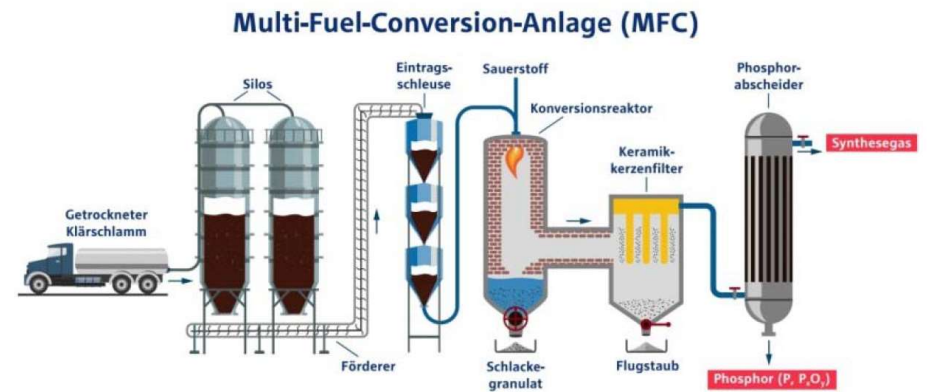 Multi-Fuel-Conversion-Anlage (MFC)
Silos
Eintrags-
schleuse
Sauerstoff
Konversionsreaktor
Phosphor-
abscheider
Keramik-
kerzenfilter
Synthesegas
Getrockneter
Klärschlamm
Förderer
Schlacke-
granulat
Flugstaub
Phosphor (P, PₓOᵧ)